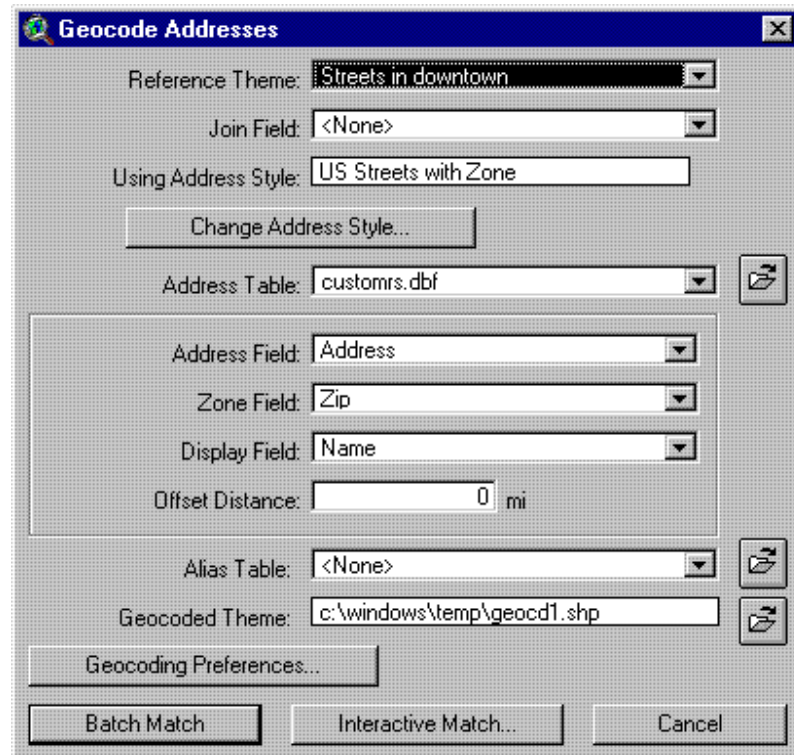 Geocode Addresses
Reference Theme: Streets in downtown
Join Field: <None>
Using Address Style: US Streets with Zone
Change Address Style...
Address Table: customrs.dbf
Address Field: Address
Zone Field: Zip
Display Field: Name
Offset Distance: 0 mi
Alias Table: <None>
Geocoded Theme: c:\windows\temp\geocd1.shp
Geocoding Preferences...
Batch Match Interactive Match... Cancel